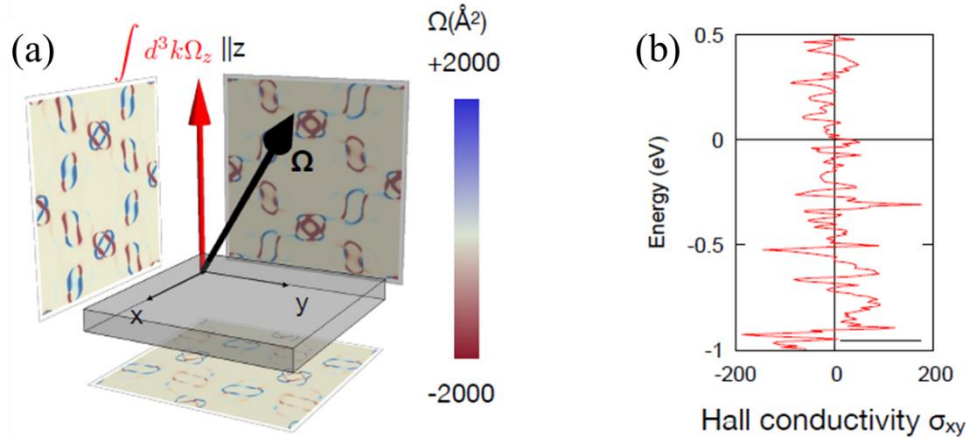 (a)
∫ d³kΩz ||z
Ω
x
y
Ω(Å²)
+2000
-2000
(b)
Energy (eV)
0.5
0
-0.5
-1
-200
0
200
Hall conductivity σxy